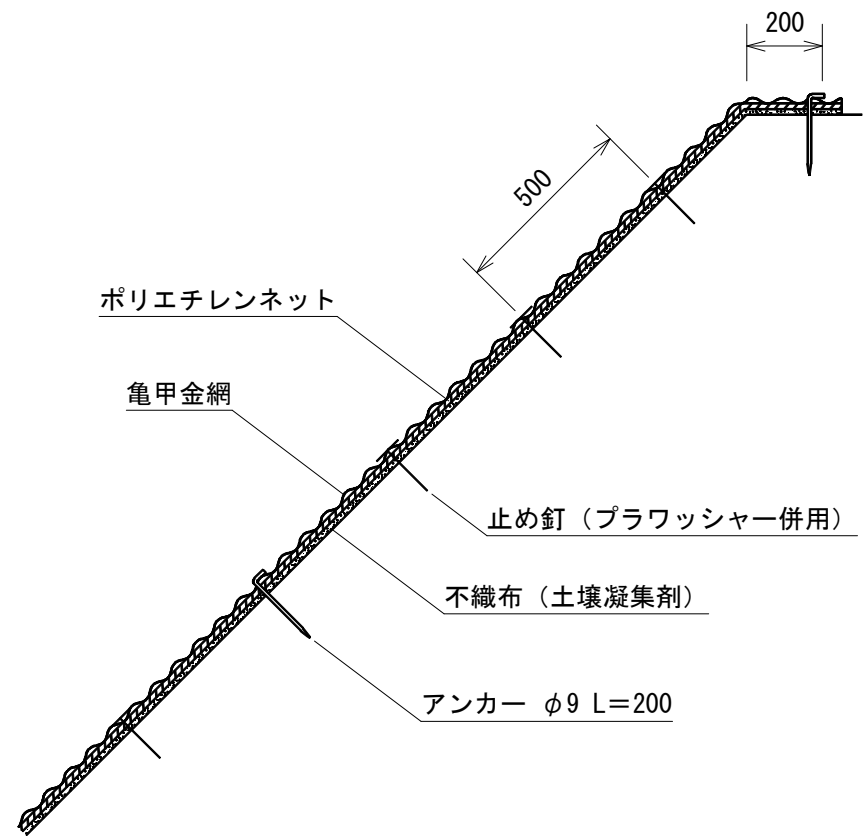 200
500
ポリエチレンネット
亀甲金網
止め釘（プラワッシャー併用）
不織布（土壌凝集剤）
アンカー φ9 L＝200